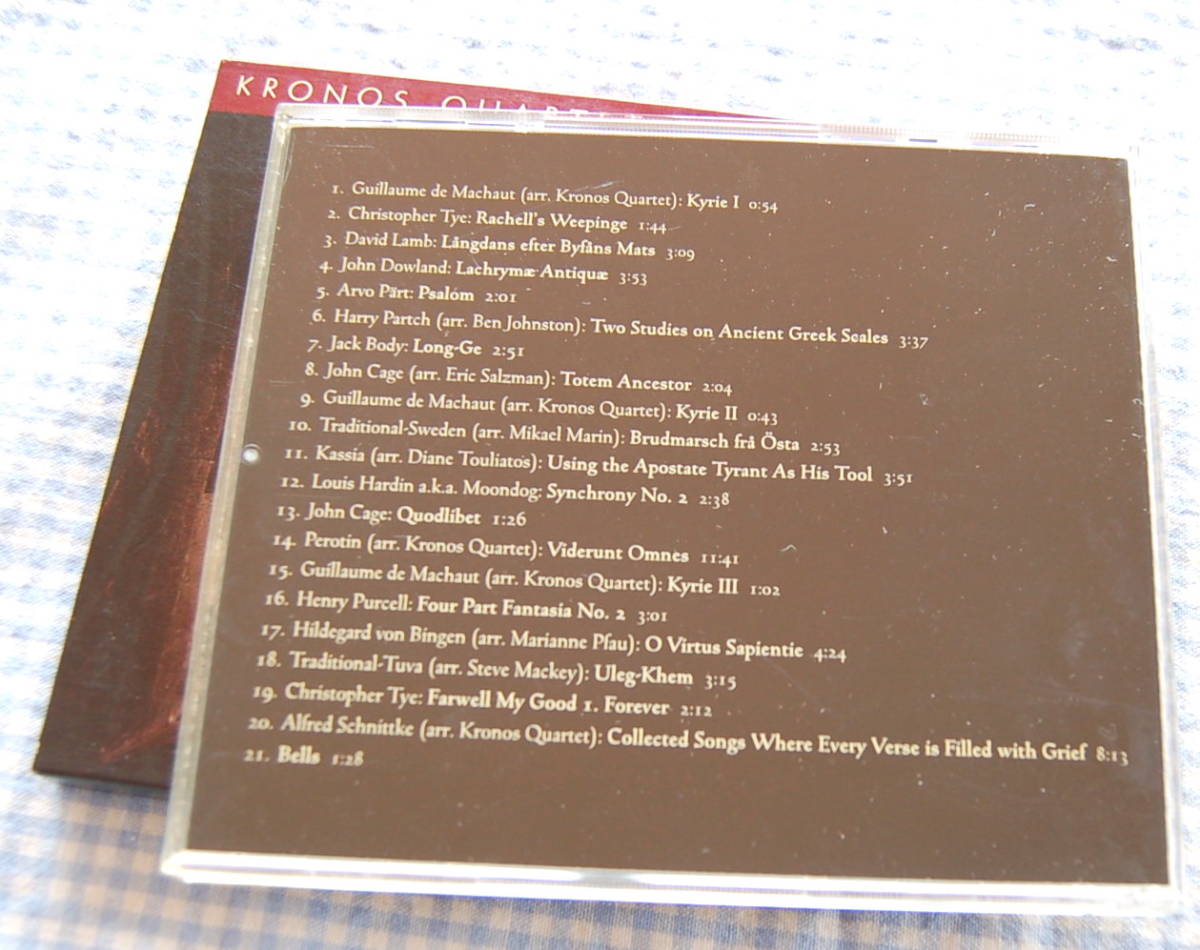 KRONOS QUART
1. Guillaume de Machaut (arr. Kronos Quartet): Kyrie I 0:54
2. Christopher Tye: Rachell's Weepinge 1:44
3. David Lamb: Långdans efter Byfåns Mats 3:09
4. John Dowland: Lachrymæ Antiquæ 3:53
5. Arvo Pärt: Psalom 2:01
6. Harry Partch (arr. Ben Johnston): Two Studies on Ancient Greek Scales 3:37
7. Jack Body: Long-Ge 2:51
8. John Cage (arr. Eric Salzman): Totem Ancestor 2:04
9. Guillaume de Machaut (arr. Kronos Quartet): Kyrie II 0:43
10. Traditional-Sweden (arr. Mikael Marin): Brudmarsch frå Östa 2:53
11. Kassia (arr. Diane Touliatos): Using the Apostate Tyrant As His Tool 3:51
12. Louis Hardin a.k.a. Moondog: Synchrony No. 2 2:38
13. John Cage: Quodlibet 1:26
14. Perotin (arr. Kronos Quartet): Viderunt Omnes 11:41
15. Guillaume de Machaut (arr. Kronos Quartet): Kyrie III 1:02
16. Henry Purcell: Four Part Fantasia No. 2 3:01
17. Hildegard von Bingen (arr. Marianne Pfau): O Virtus Sapientie 4:24
18. Traditional-Tuva (arr. Steve Mackey): Uleg-Khem 3:15
19. Christopher Tye: Farwell My Good 1. Forever 2:12
20. Alfred Schnittke (arr. Kronos Quartet): Collected Songs Where Every Verse is Filled with Grief 8:13
21. Bells 1:28